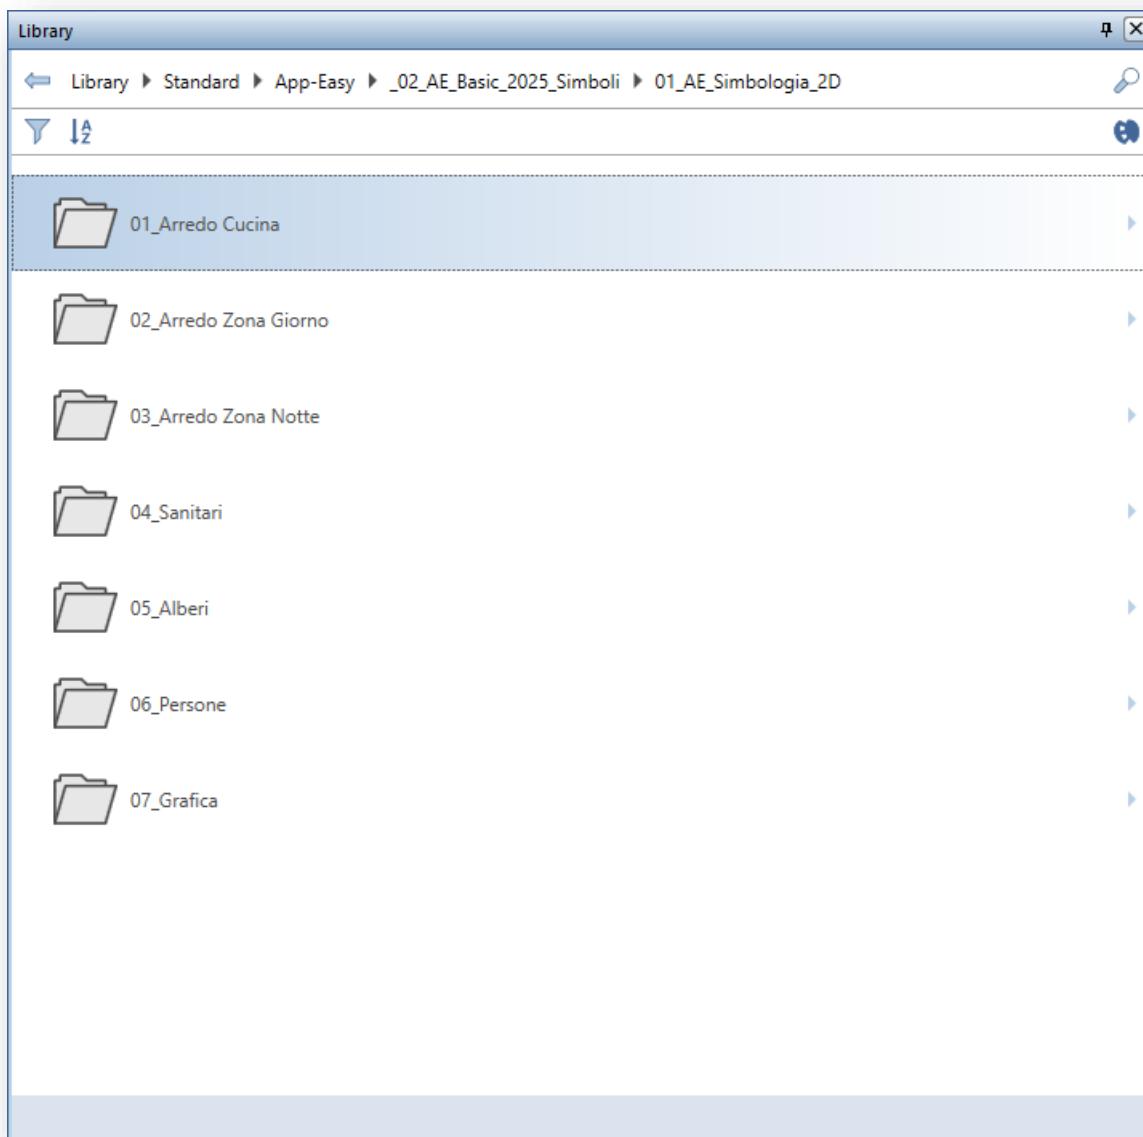 Library
Library Standard App-Easy _02_AE_Basic_2025_Simboli 01_AE_Simbologia_2D
AZ
01_Arredo Cucina
02_Arredo Zona Giorno
03_Arredo Zona Notte
04_Sanitari
05_Alberi
06_Persone
07_Grafica